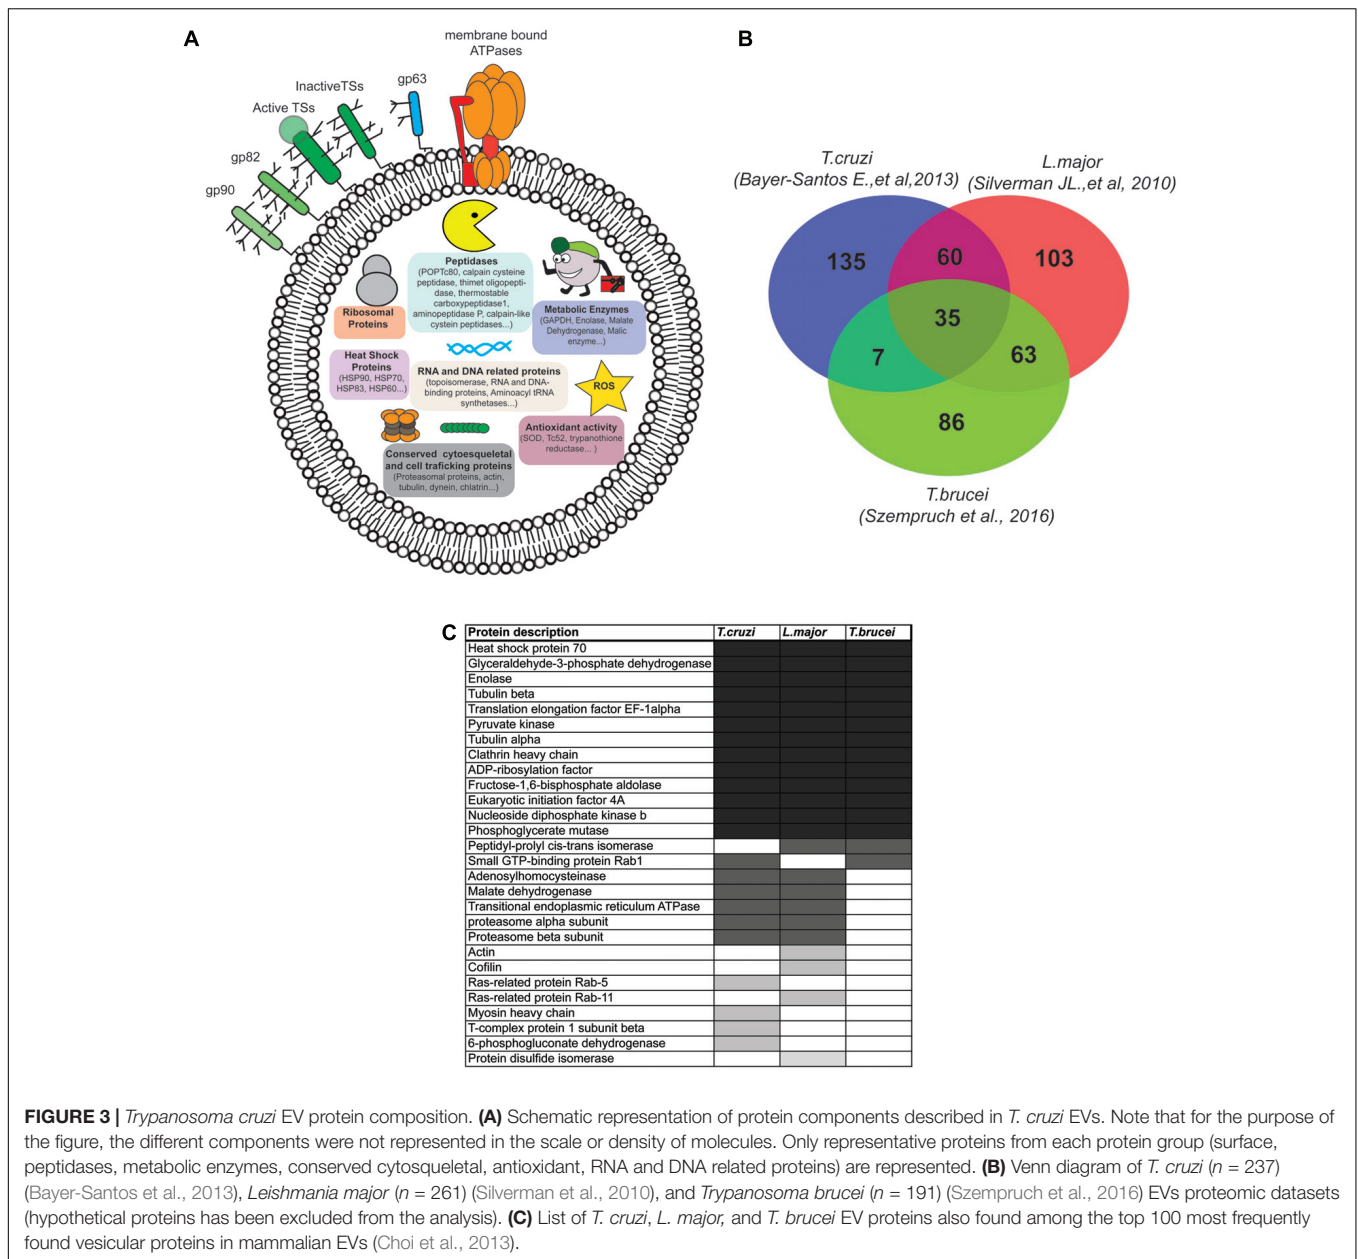 A
membrane bound
ATPases
gp63
InactiveTSs
Active TSs
gp82
gp90
Peptidases
(POPTc80, calpain cysteine
peptidase, thimet oligopepti-
dase, thermostable
carboxypeptidase1,
aminopeptidase P, calpain-like
cystein peptidases...)
Ribosomal
Proteins
Metabolic Enzymes
(GAPDH, Enolase, Malate
Dehydrogenase, Malic
enzyme...)
Heat Shock
Proteins
(HSP90, HSP70,
HSP83, HSP60...)
RNA and DNA related proteins
(topoisomerase, RNA and DNA-
binding proteins, Aminoacyl tRNA
synthetases...)
ROS
Antioxidant activity
(SOD, Tc52, trypanothione
reductase... )
Conserved cytoesqueletal
and cell traficking proteins
(Proteasomal proteins, actin,
tubulin, dynein, chlatrin...)
B
T.cruzi
(Bayer-Santos E.,et al,2013)
L.major
(Silverman JL.,et al, 2010)
135
60
103
35
7
63
86
T.brucei
(Szempruch et al., 2016)
C
Protein description T.cruzi L.major T.brucei
Heat shock protein 70
Glyceraldehyde-3-phosphate dehydrogenase
Enolase
Tubulin beta
Translation elongation factor EF-1alpha
Pyruvate kinase
Tubulin alpha
Clathrin heavy chain
ADP-ribosylation factor
Fructose-1,6-bisphosphate aldolase
Eukaryotic initiation factor 4A
Nucleoside diphosphate kinase b
Phosphoglycerate mutase
Peptidyl-prolyl cis-trans isomerase
Small GTP-binding protein Rab1
Adenosylhomocysteinase
Malate dehydrogenase
Transitional endoplasmic reticulum ATPase
proteasome alpha subunit
Proteasome beta subunit
Actin
Cofilin
Ras-related protein Rab-5
Ras-related protein Rab-11
Myosin heavy chain
T-complex protein 1 subunit beta
6-phosphogluconate dehydrogenase
Protein disulfide isomerase
FIGURE 3 | Trypanosoma cruzi EV protein composition. (A) Schematic representation of protein components described in T. cruzi EVs. Note that for the purpose of
the figure, the different components were not represented in the scale or density of molecules. Only representative proteins from each protein group (surface,
peptidases, metabolic enzymes, conserved cytosqueletal, antioxidant, RNA and DNA related proteins) are represented. (B) Venn diagram of T. cruzi (n = 237)
(Bayer-Santos et al., 2013), Leishmania major (n = 261) (Silverman et al., 2010), and Trypanosoma brucei (n = 191) (Szempruch et al., 2016) EVs proteomic datasets
(hypothetical proteins has been excluded from the analysis). (C) List of T. cruzi, L. major, and T. brucei EV proteins also found among the top 100 most frequently
found vesicular proteins in mammalian EVs (Choi et al., 2013).